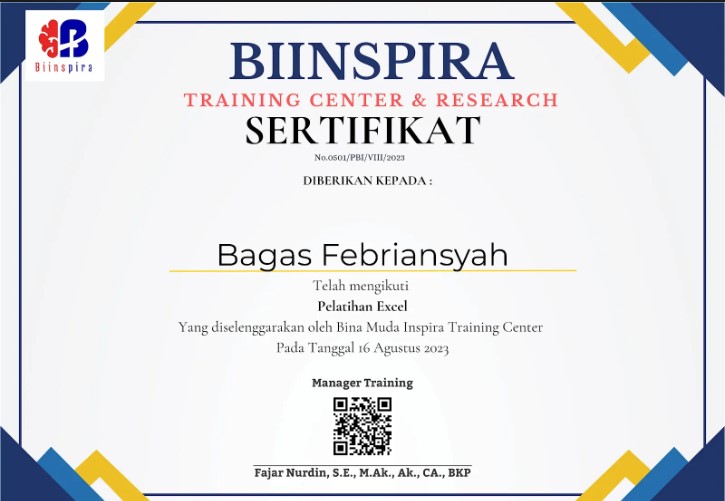 Biinspira
BIINSPIRA
TRAINING CENTER & RESEARCH
SERTIFIKAT
No.0501/PBI/VIII/2023
DIBERIKAN KEPADA :
Bagas Febriansyah
Telah mengikuti
Pelatihan Excel
Yang diselenggarakan oleh Bina Muda Inspira Training Center
Pada Tanggal 16 Agustus 2023
Manager Training
Fajar Nurdin, S.E., M.Ak., Ak., CA., BKP